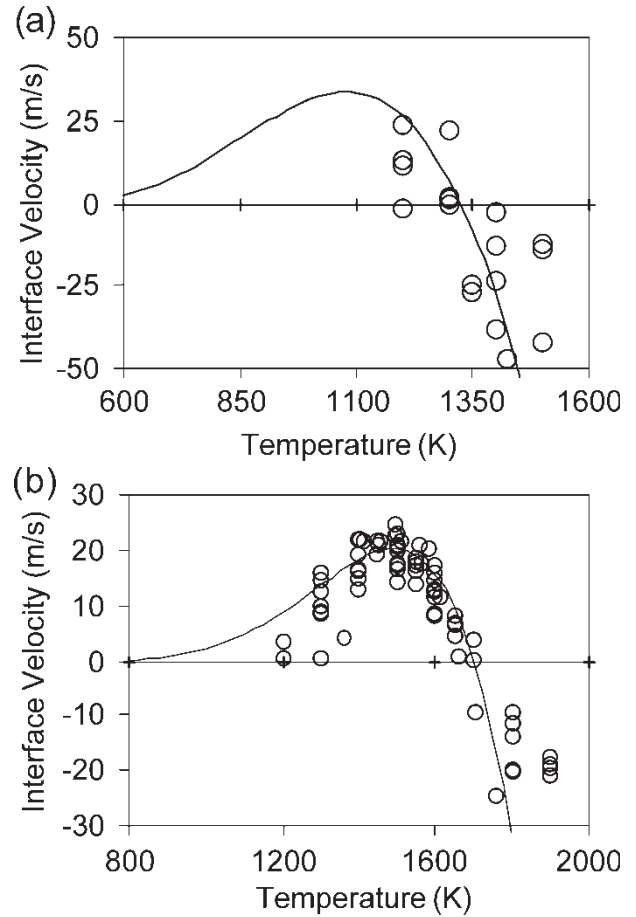 (a)
50
25
0
-25
-50
Interface Velocity (m/s)
600 850 1100 1350 1600
Temperature (K)
(b)
30
20
10
0
-10
-20
-30
Interface Velocity (m/s)
800 1200 1600 2000
Temperature (K)